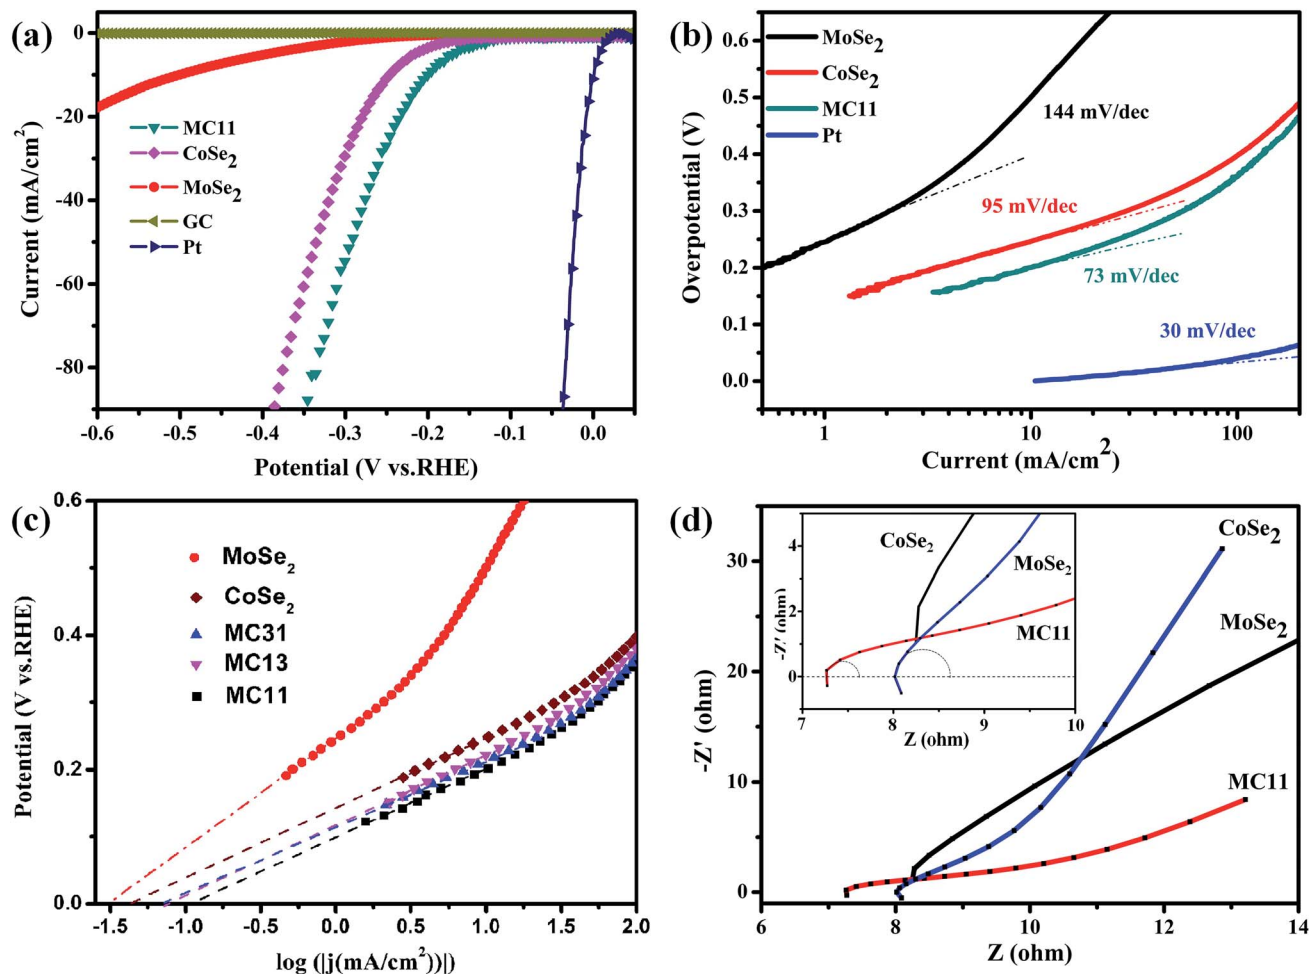 (a)
0
-20
-40
-60
-80
Current (mA/cm²)
MC11
CoSe₂
MoSe₂
GC
Pt
-0.6
-0.5
-0.4
-0.3
-0.2
-0.1
0.0
Potential (V vs.RHE)
(b)
0.6
0.5
0.4
0.3
0.2
0.1
0.0
Overpotential (V)
MoSe₂
CoSe₂
MC11
Pt
144 mV/dec
95 mV/dec
73 mV/dec
30 mV/dec
1
10
100
Current (mA/cm²)
(c)
0.6
0.4
0.2
0.0
Potential (V vs.RHE)
MoSe₂
CoSe₂
MC31
MC13
MC11
-1.5
-1.0
-0.5
0.0
0.5
1.0
1.5
2.0
log (|j(mA/cm²))|)
(d)
30
20
10
0
-Z' (ohm)
CoSe₂
MoSe₂
MC11
4
2
0
-Z' (ohm)
CoSe₂
MoSe₂
MC11
7
8
9
10
Z (ohm)
6
8
10
12
14
Z (ohm)